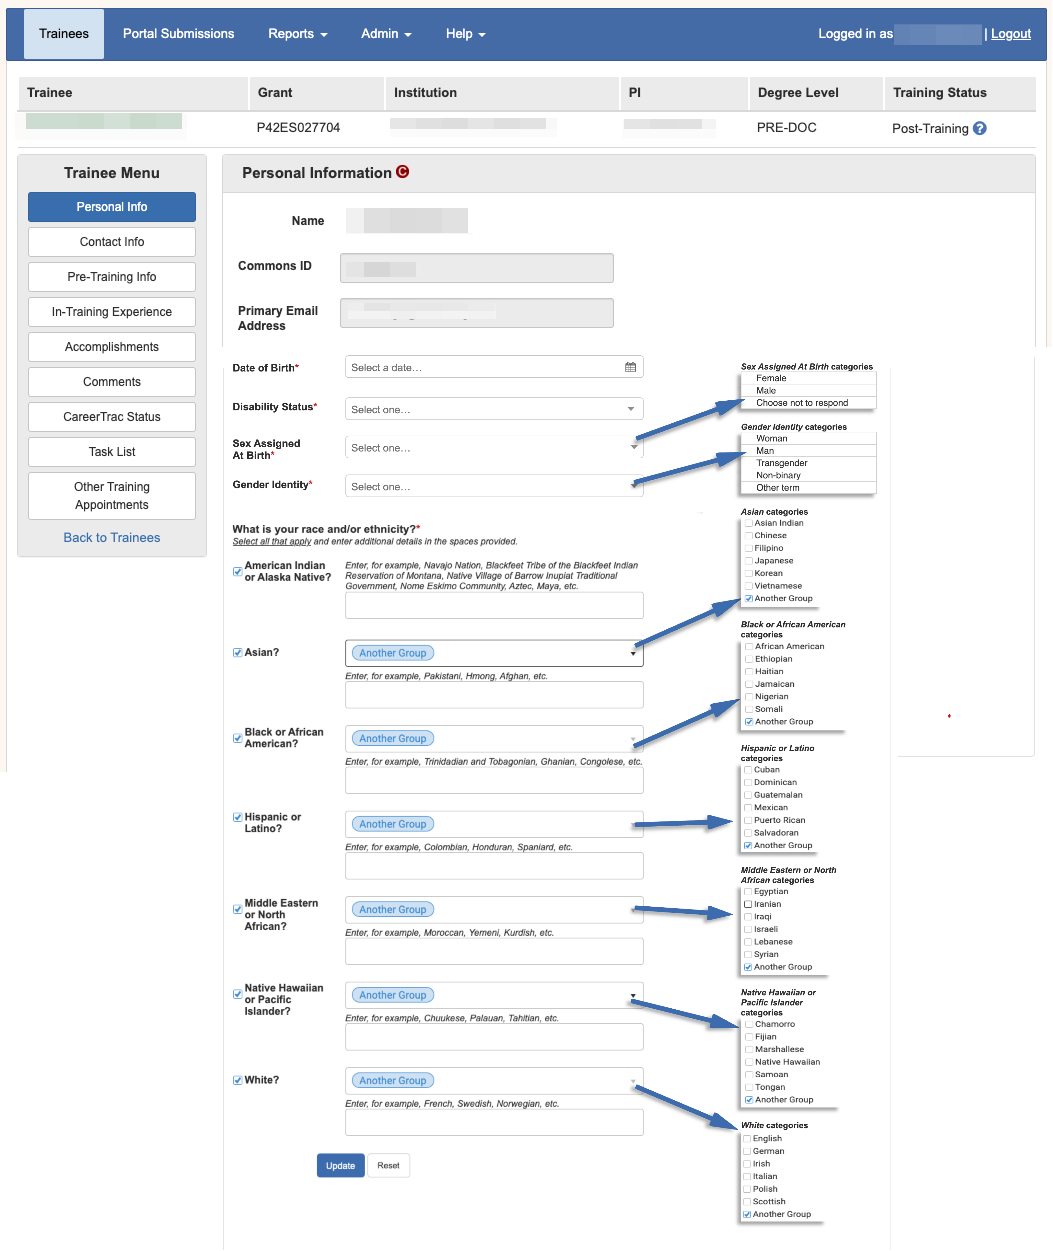 Trainees Portal Submissions Reports Admin Help Logged in as | Logout
Trainee Grant Institution PI Degree Level Training Status
P42ES027704 PRE-DOC Post-Training ?
Trainee Menu
Personal Info
Contact Info
Pre-Training Info
In-Training Experience
Accomplishments
Comments
CareerTrac Status
Task List
Other Training
Appointments
Back to Trainees
Personal Information C
Name
Commons ID
Primary Email
Address
Date of Birth*
Select a date...
Disability Status*
Select one...
Sex Assigned
At Birth*
Select one...
Gender Identity*
Select one...
What is your race and/or ethnicity?*
Select all that apply and enter additional details in the spaces provided.
American Indian
or Alaska Native?
Enter, for example, Navajo Nation, Blackfeet Tribe of the Blackfeet Indian
Reservation of Montana, Native Village of Barrow Inupiat Traditional
Government, Nome Eskimo Community, Aztec, Maya, etc.
Asian?
Another Group
Enter, for example, Pakistani, Hmong, Afghan, etc.
Black or African
American?
Another Group
Enter, for example, Trinidadian and Tobagonian, Ghanian, Congolese, etc.
Hispanic or
Latino?
Another Group
Enter, for example, Colombian, Honduran, Spaniard, etc.
Middle Eastern
or North
African?
Another Group
Enter, for example, Moroccan, Yemeni, Kurdish, etc.
Native Hawaiian
or Pacific
Islander?
Another Group
Enter, for example, Chuukese, Palauan, Tahitian, etc.
White?
Another Group
Enter, for example, French, Swedish, Norwegian, etc.
Update Reset
Sex Assigned At Birth categories
Female
Male
Choose not to respond
Gender Identity categories
Woman
Man
Transgender
Non-binary
Other term
Asian categories
Asian Indian
Chinese
Filipino
Japanese
Korean
Vietnamese
Another Group
Black or African American
categories
African American
Ethiopian
Haitian
Jamaican
Nigerian
Somali
Another Group
Hispanic or Latino
categories
Cuban
Dominican
Guatemalan
Mexican
Puerto Rican
Salvadoran
Another Group
Middle Eastern or North
African categories
Egyptian
Iranian
Iraqi
Israeli
Lebanese
Syrian
Another Group
Native Hawaiian or
Pacific Islander
categories
Chamorro
Fijian
Marshallese
Native Hawaiian
Samoan
Tongan
Another Group
White categories
English
German
Irish
Italian
Polish
Scottish
Another Group